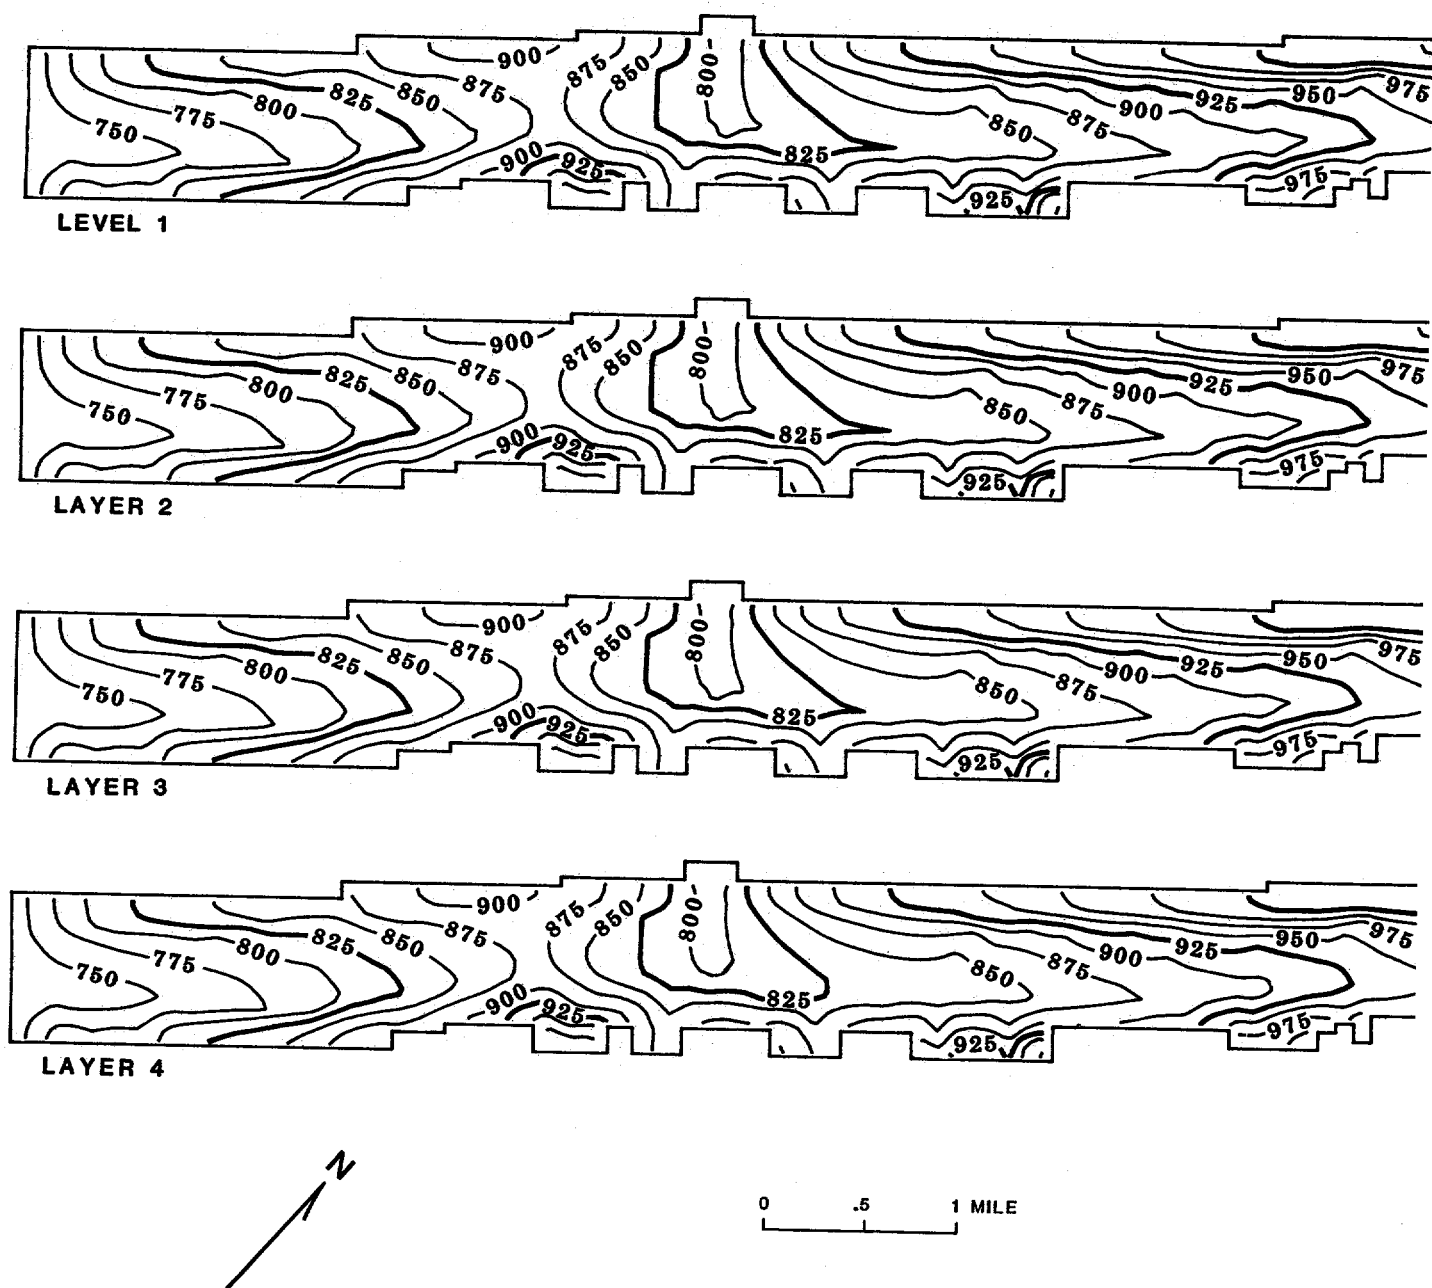 900 875 850 800 825 850 875 900 925 950 975
750 775 800 825 850 875 900 925 825 850 925 975
LEVEL 1
900 875 850 800 825 850 875 900 925 950 975
750 775 800 825 850 875 900 925 825 850 925 975
LAYER 2
900 875 850 800
750 775 800 825 850 875 900 925 825 850 875 900 925 950 975
925 975
LAYER 3
900 875 850 800
750 775 800 825 850 875 900 925 825 850 875 900 925 950 975
925 975
LAYER 4
N
0 .5 1 MILE